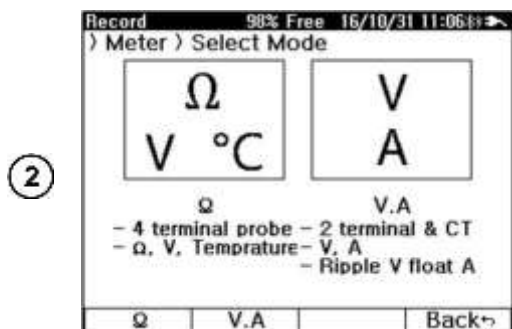 Record 98% Free 16/10/31 11:06
⟩ Meter ⟩ Select Mode
Ω V
V °C A
2
Ω V.A
- 4 terminal probe - 2 terminal & CT
- Ω, V, Temprature - V, A
- Ripple V float A
Ω V.A Back